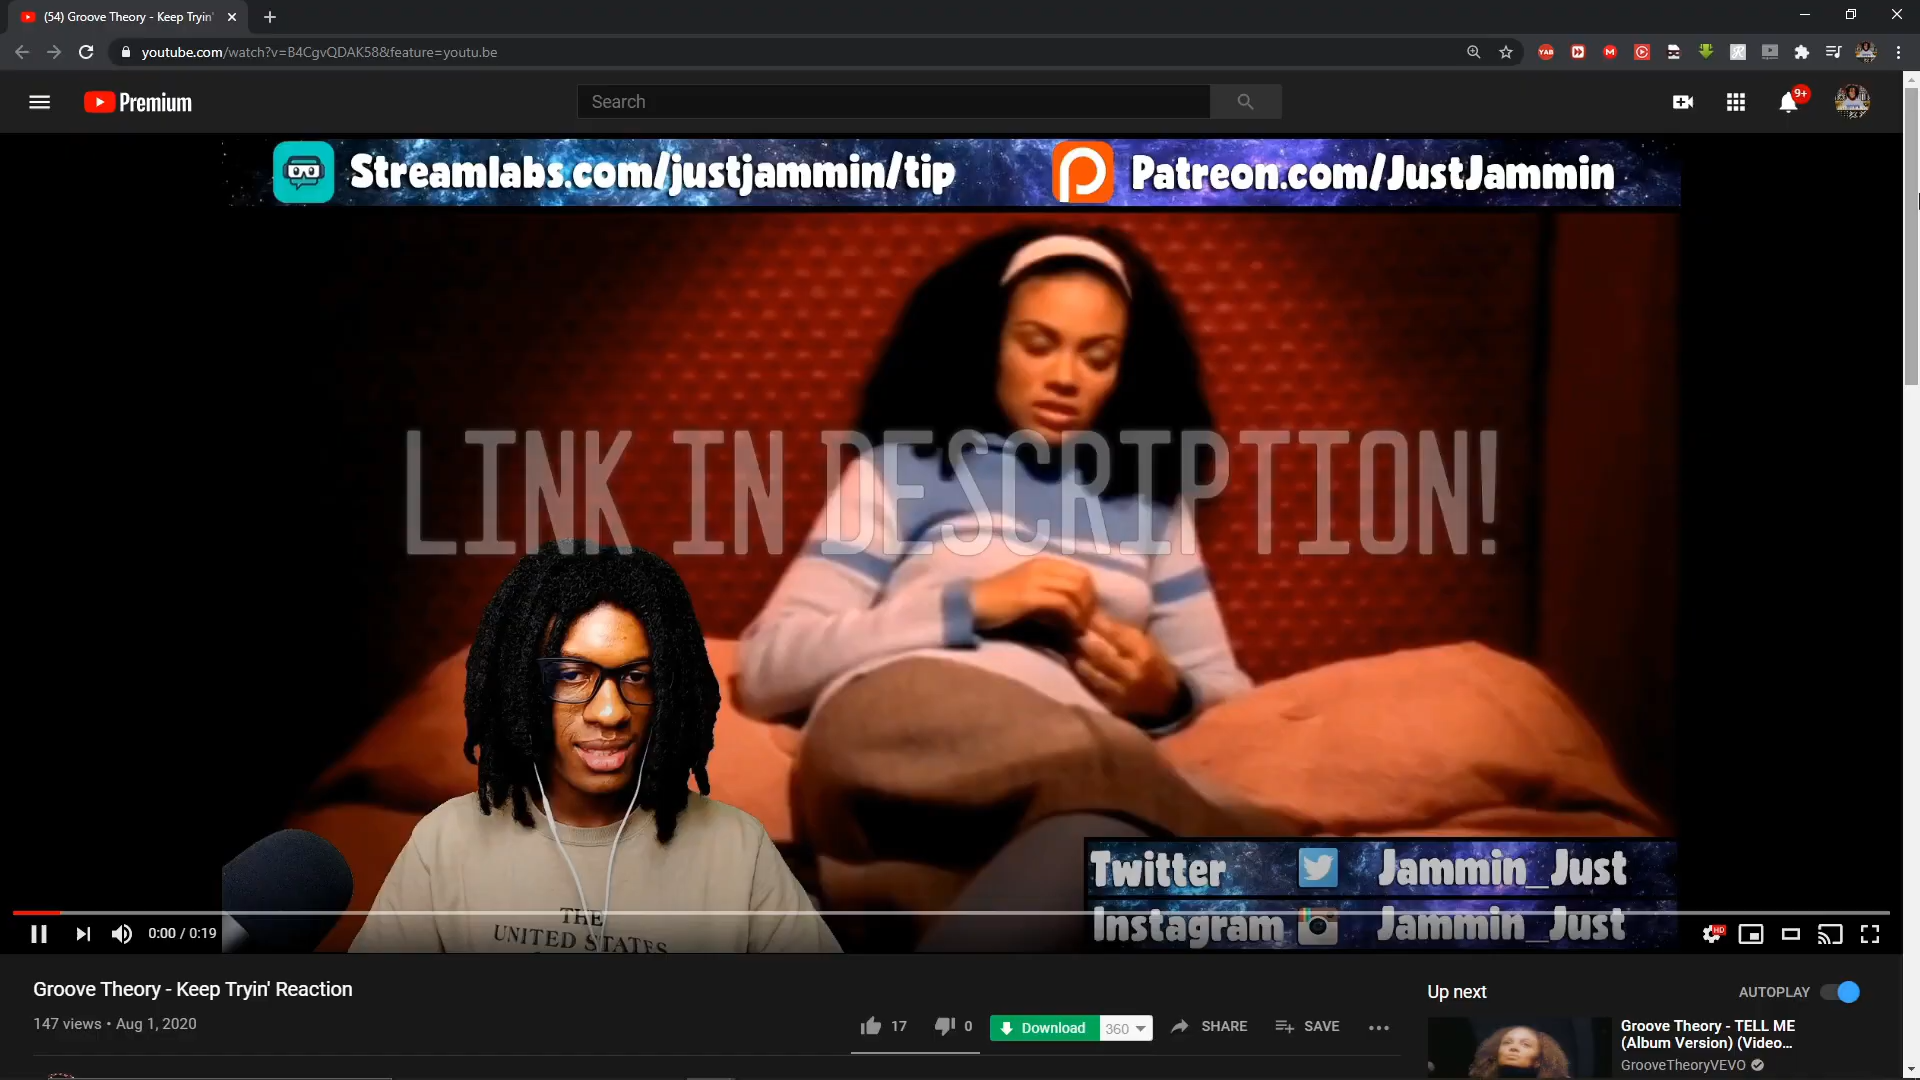 (54) Groove Theory - Keep Tryin'
youtube.com/watch?v=B4CgvQDAK58&feature=youtu.be
Premium
Search
9+
Streamlabs.com/justjammin/tip
Patreon.com/JustJammin
LINK IN DESCRIPTION!
THE
UNITED STATES
Twitter
Jammin_Just
Instagram
Jammin_Just
0:00 / 0:19
HD
Groove Theory - Keep Tryin' Reaction
147 views • Aug 1, 2020
17
0
Download
360
SHARE
SAVE
Up next
AUTOPLAY
Groove Theory - TELL ME
(Album Version) (Video...
GrooveTheoryVEVO